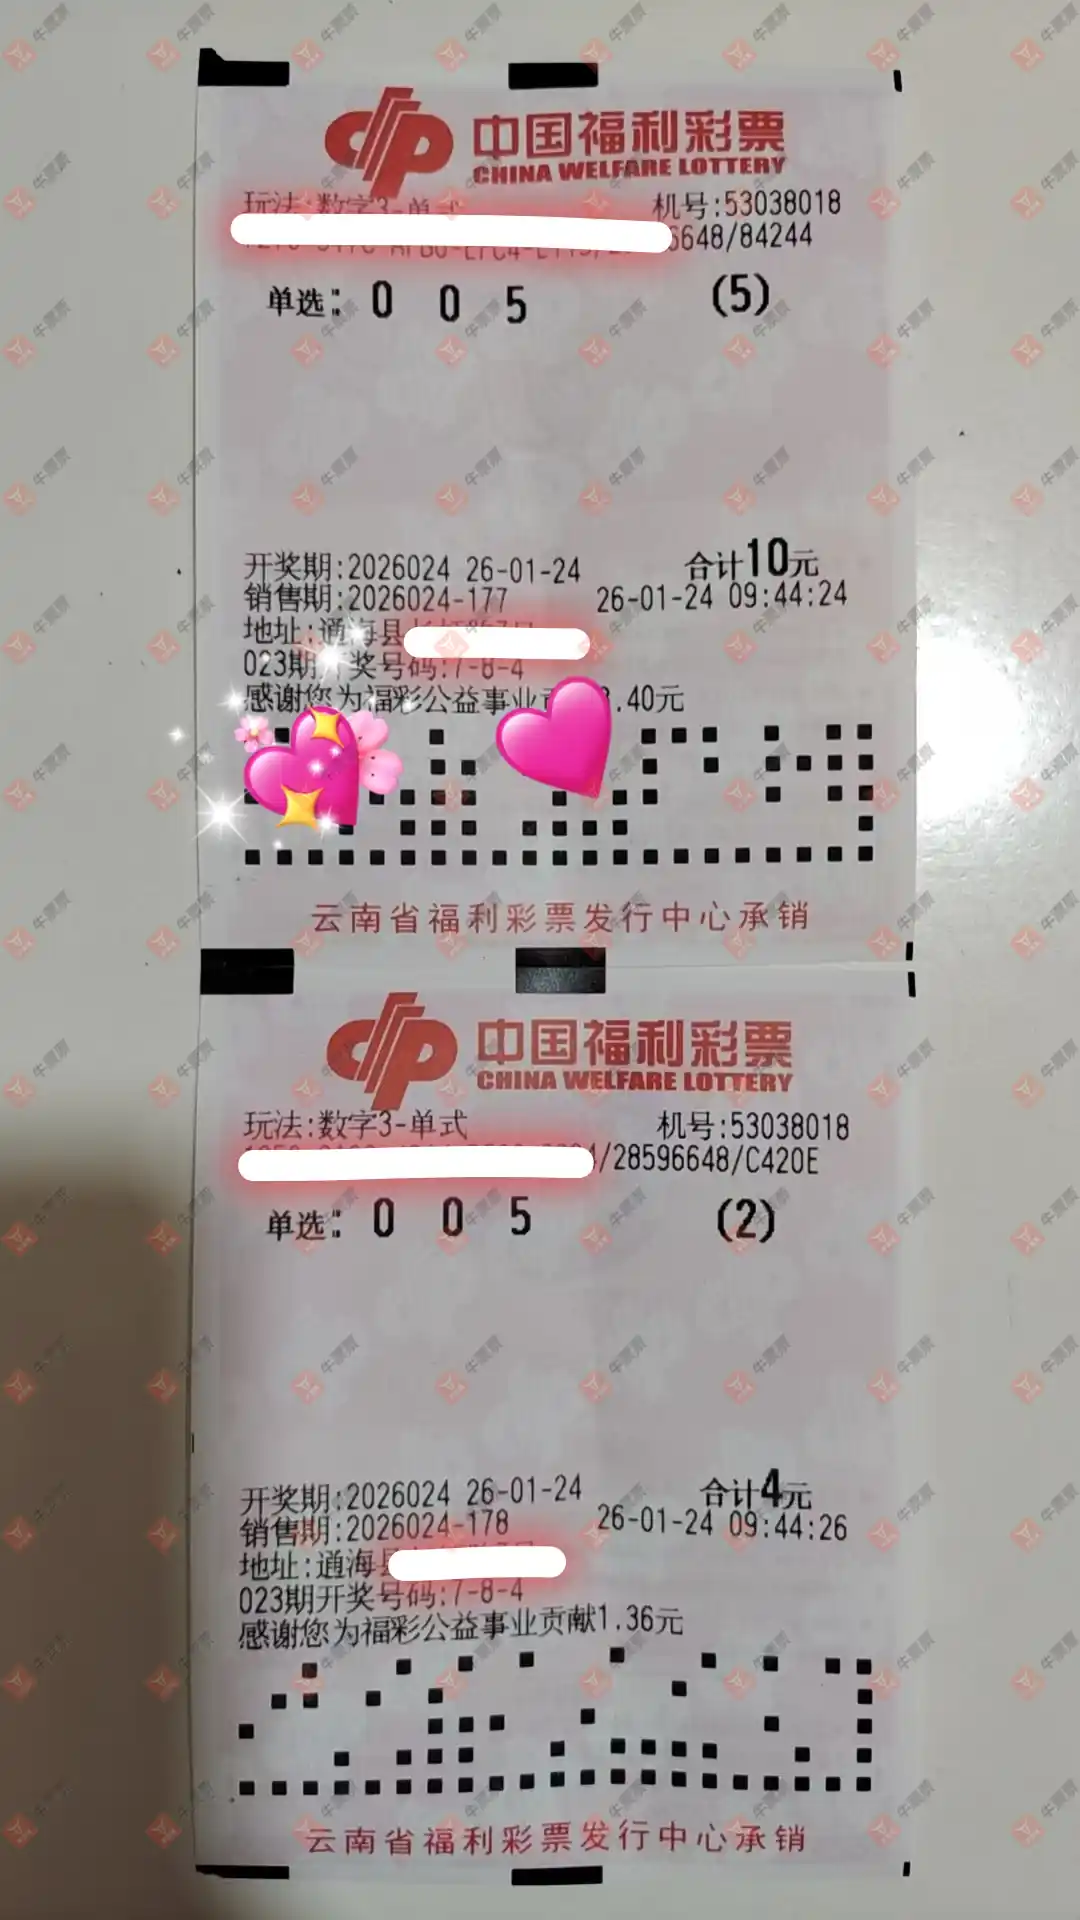 中国福利彩票
CHINA WELFARE LOTTERY
玩法:数字3-单式 机号:53038018
6648/84244
单选: 0 0 5 (5)
开奖期:2026024 26-01-24 合计10元
销售期:2026024-177 26-01-24 09:44:24
地址:通海县
023期开奖号码:7-8-4
感谢您为福彩公益事业 .40元
云南省福利彩票发行中心承销
中国福利彩票
CHINA WELFARE LOTTERY
玩法:数字3-单式 机号:53038018
/28596648/C420E
单选: 0 0 5 (2)
开奖期:2026024 26-01-24 合计4元
销售期:2026024-178 26-01-24 09:44:26
地址:通海县
023期开奖号码:7-8-4
感谢您为福彩公益事业贡献1.36元
云南省福利彩票发行中心承销